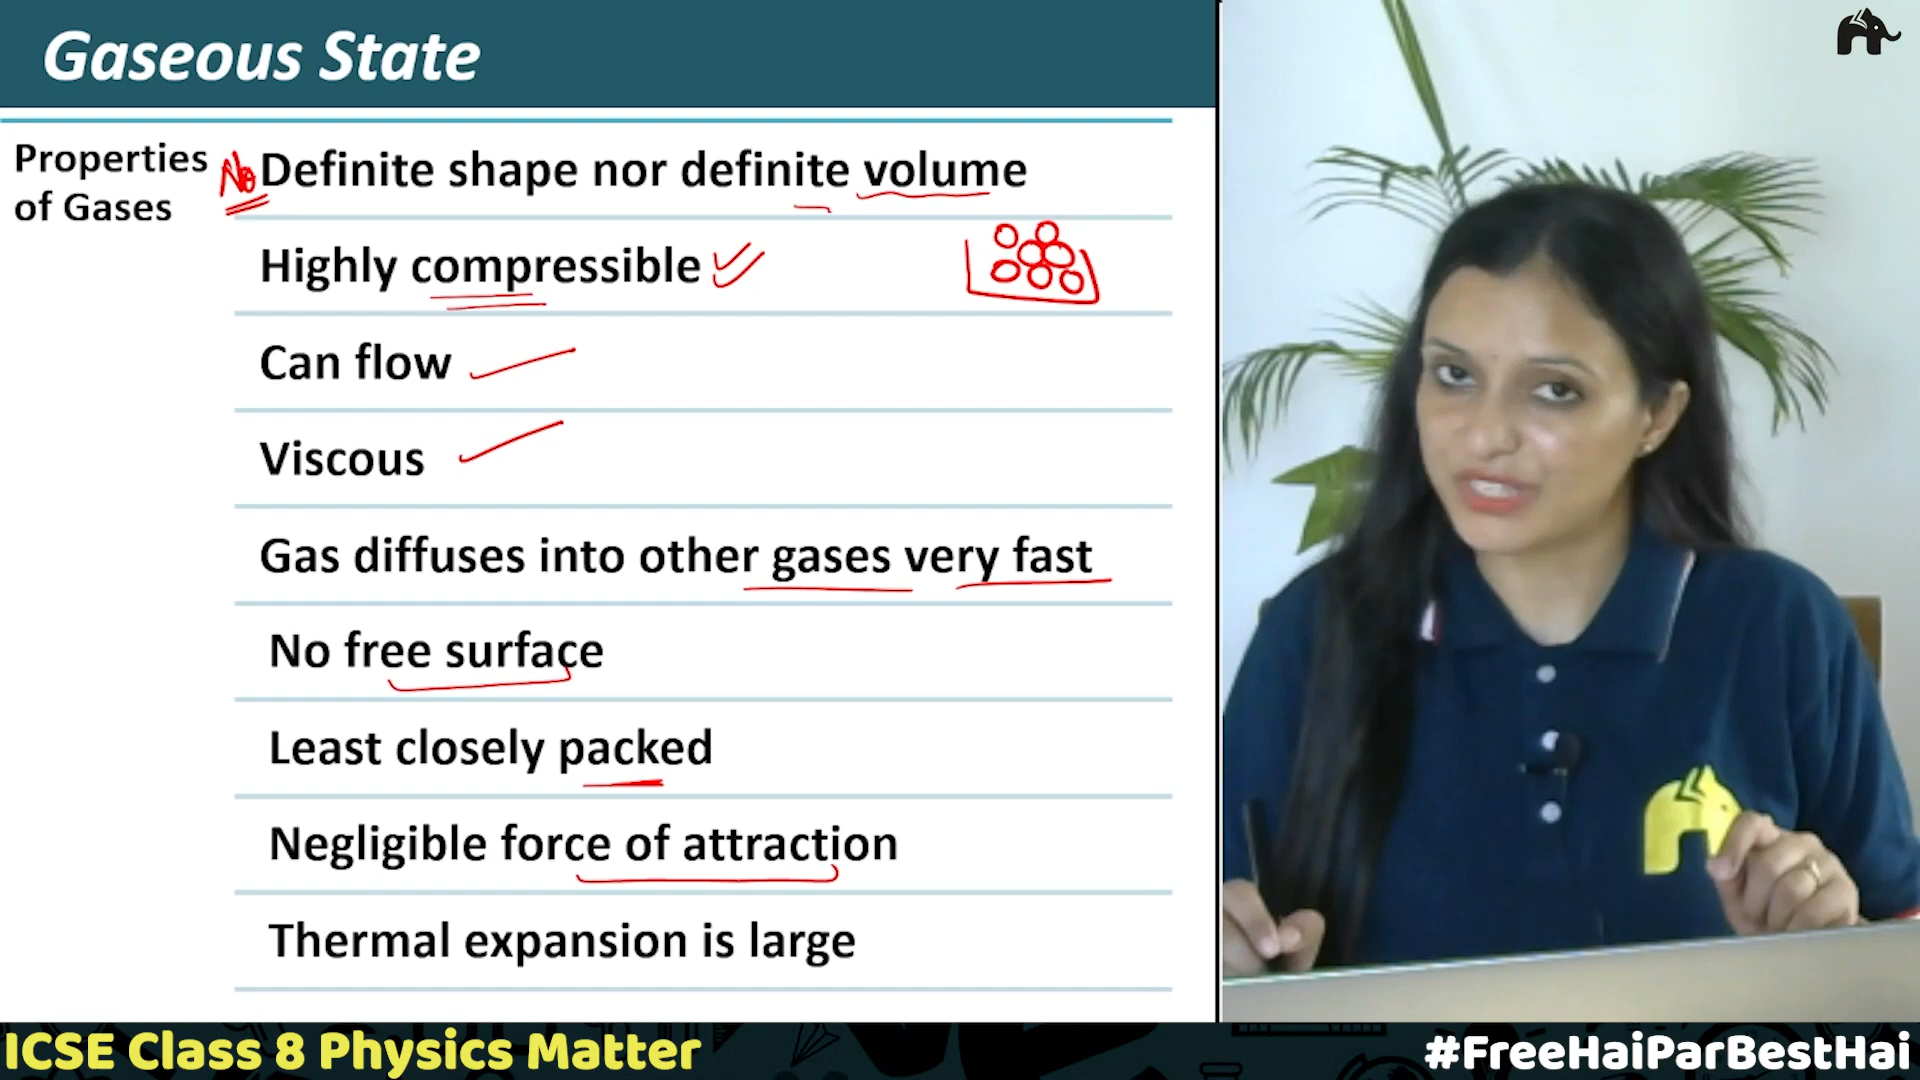 Gaseous State
Properties
of Gases
No Definite shape nor definite volume
Highly compressible
Can flow
Viscous
Gas diffuses into other gases very fast
No free surface
Least closely packed
Negligible force of attraction
Thermal expansion is large
ICSE Class 8 Physics Matter
#FreeHaiParBestHai